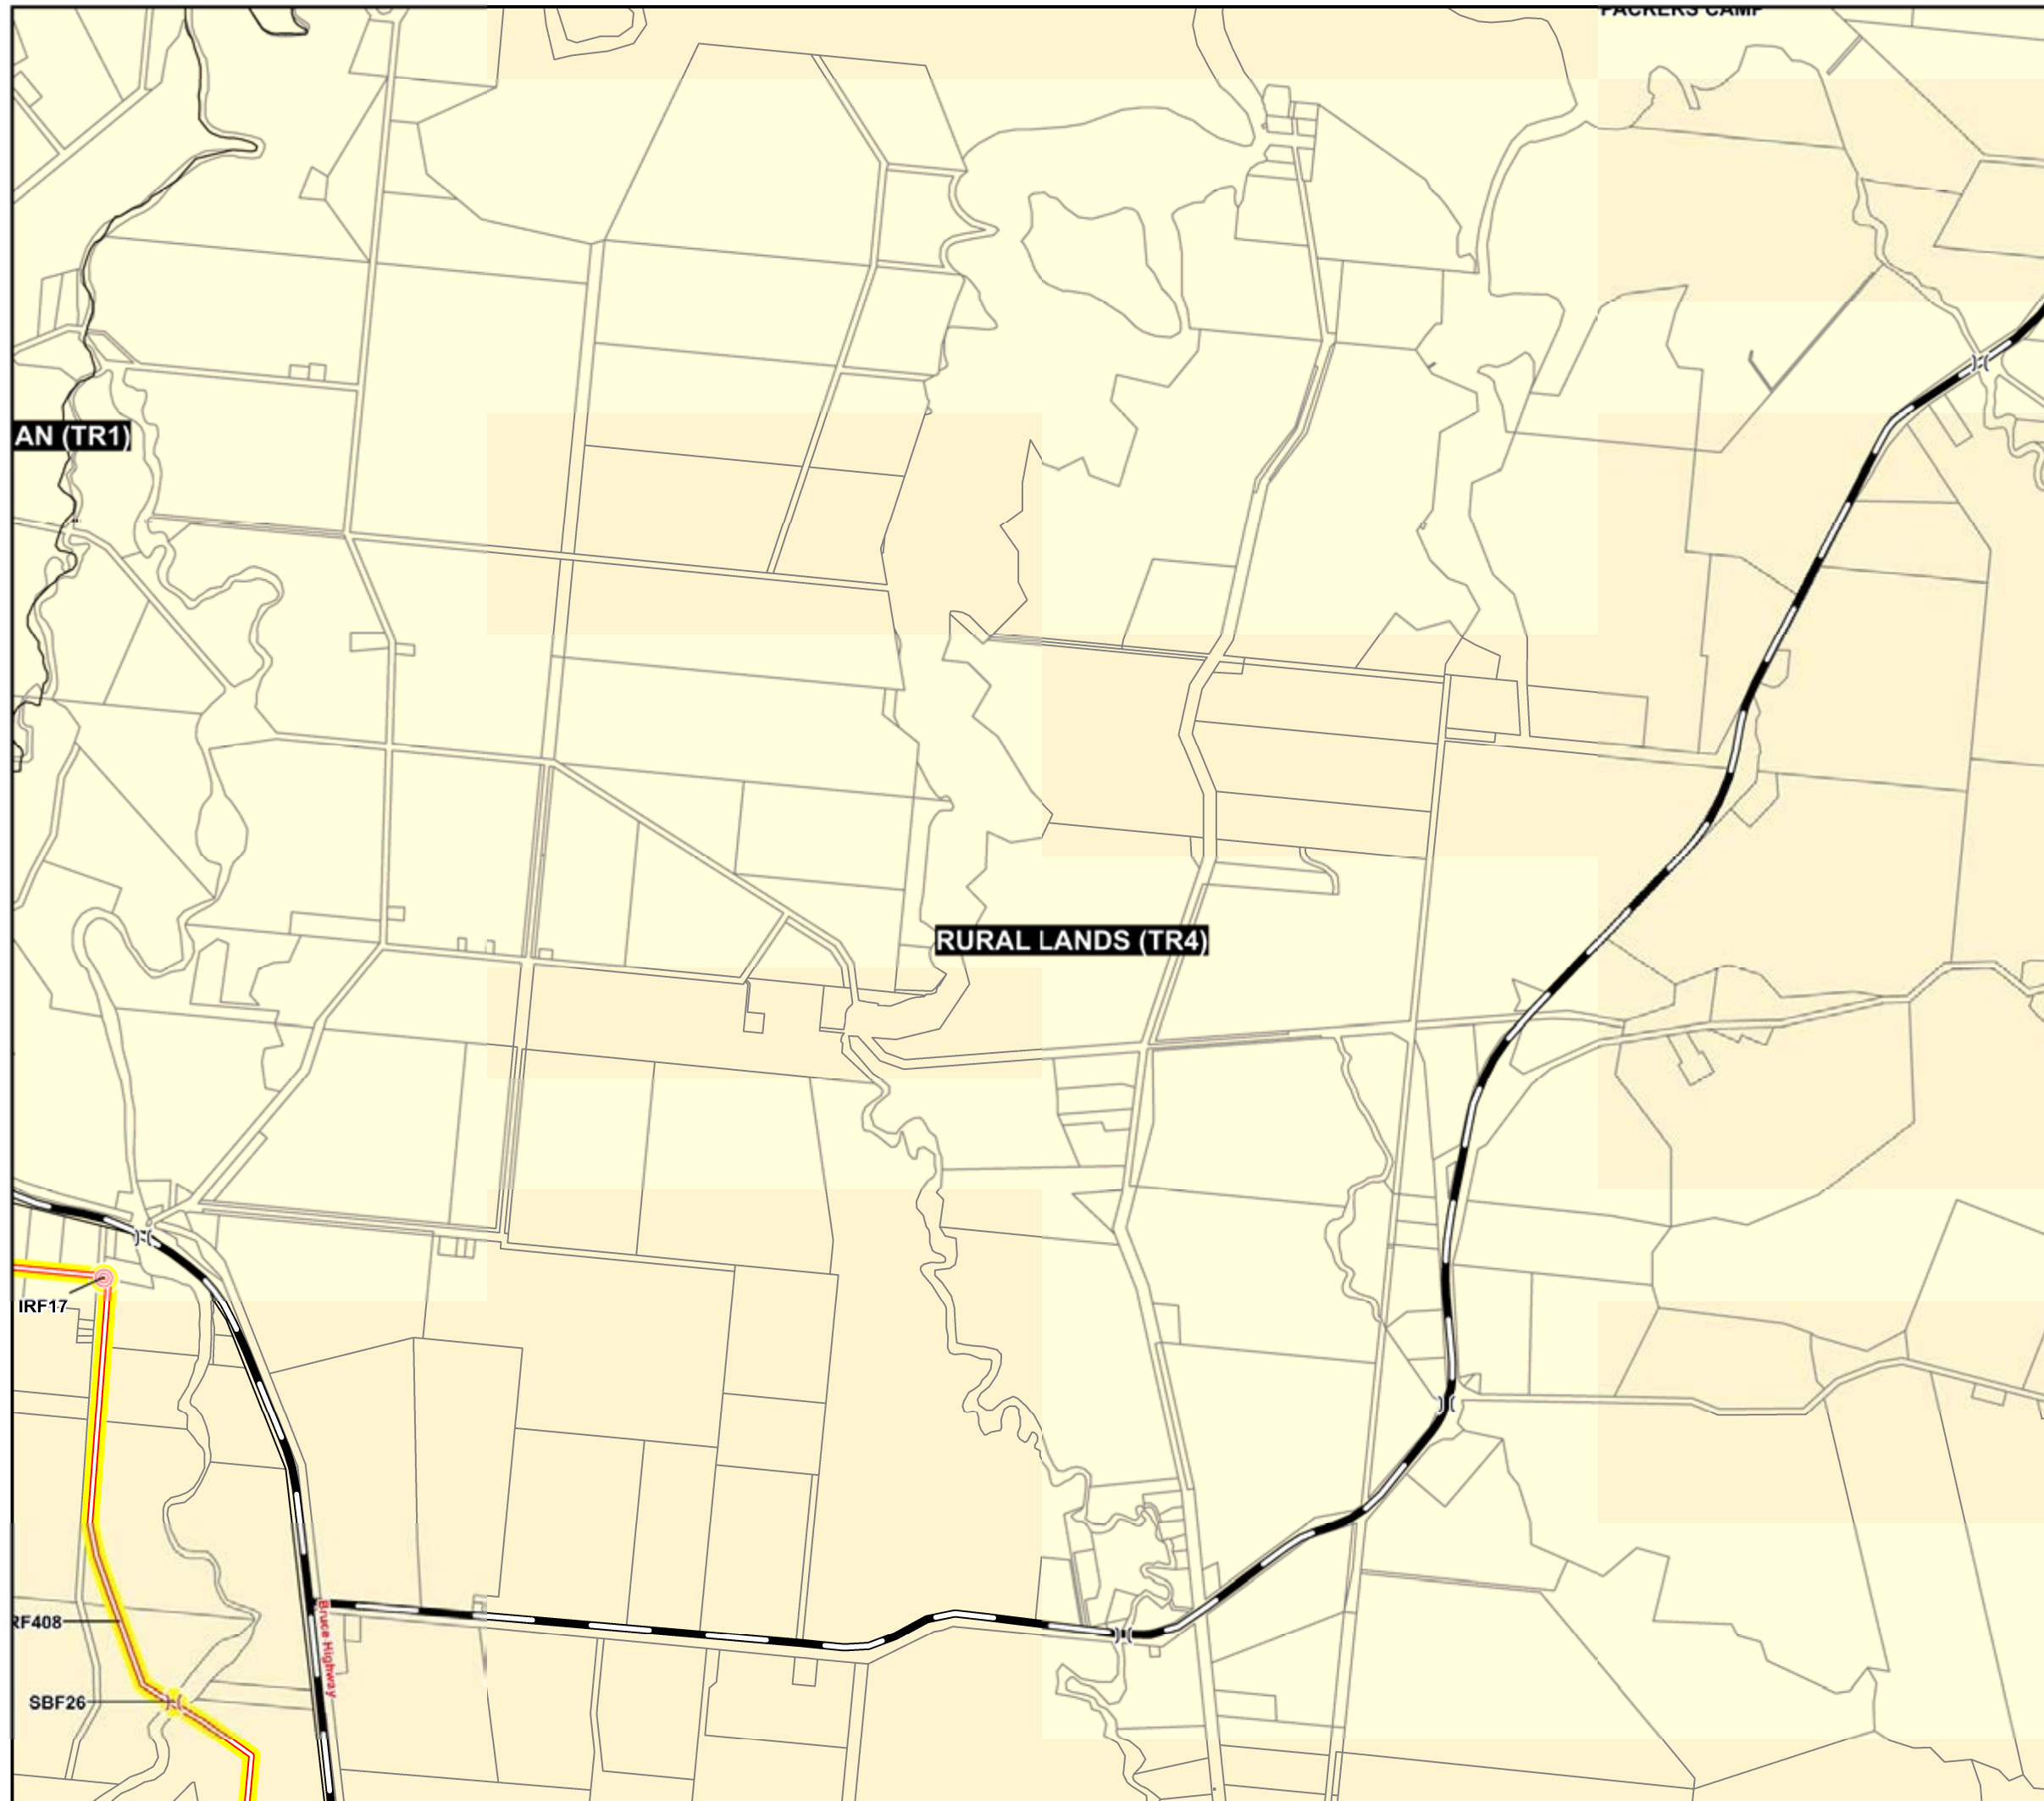 PACKERS CAMP
AN (TR1)
RURAL LANDS (TR4)
IRF17
RF408
Bruce Highway
SBF26